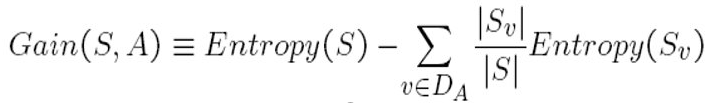 Gain(S, A) ≡ Entropy(S) − ∑_{v∈D_A} |S_v|/|S| Entropy(S_v)